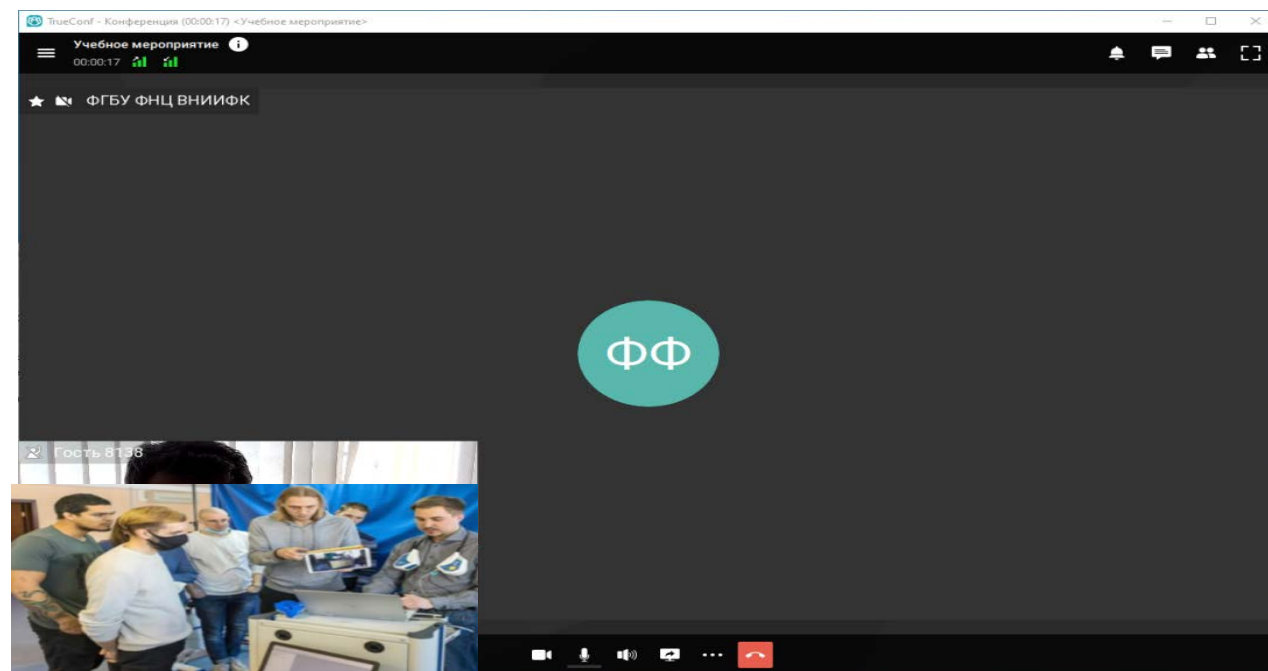 TrueConf - Конференция (00:00:17) <Учебное мероприятие>
Учебное мероприятие
00:00:17
ФГБУ ФНЦ ВНИИФК
ФФ
Гость 8138